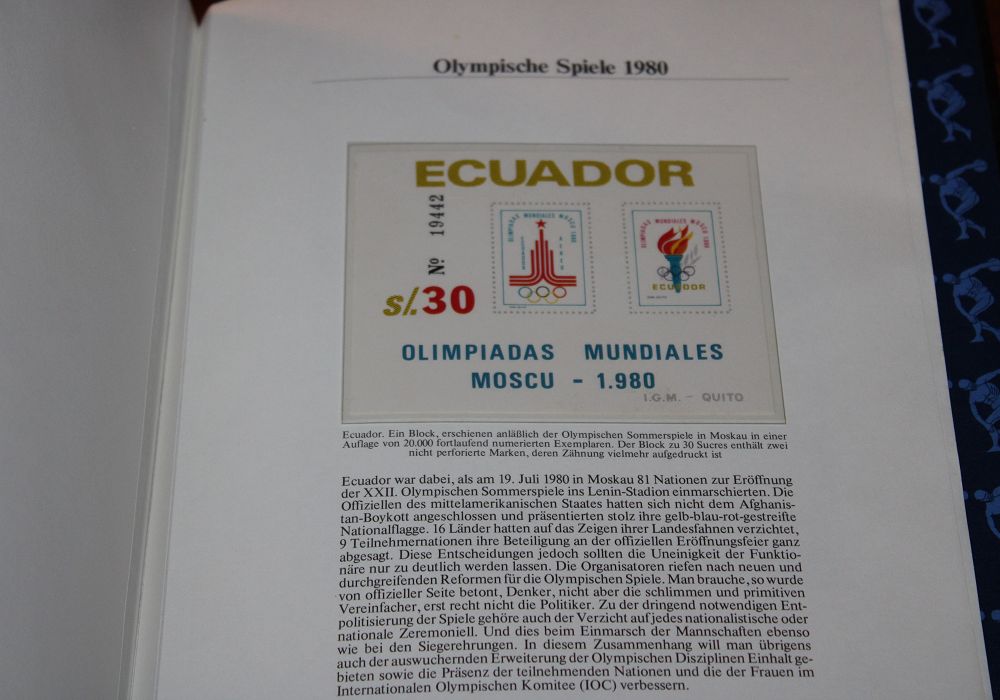 Olympische Spiele 1980
ECUADOR
Nº 19442
OLIMPIADAS MUNDIALES MOSCU 1980
AEREO
OLIMPIADAS MUNDIALES MOSCU 1980
ECUADOR
s/.30
OLIMPIADAS MUNDIALES
MOSCU - 1.980
I.G.M. - QUITO
Ecuador. Ein Block, erschienen anläßlich der Olympischen Sommerspiele in Moskau in einer
Auflage von 20.000 fortlaufend numerierten Exemplaren. Der Block zu 30 Sucres enthält zwei
nicht perforierte Marken, deren Zähnung vielmehr aufgedruckt ist
Ecuador war dabei, als am 19. Juli 1980 in Moskau 81 Nationen zur Eröffnung
der XXII. Olympischen Sommerspiele ins Lenin-Stadion einmarschierten. Die
Offiziellen des mittelamerikanischen Staates hatten sich nicht dem Afghanis-
tan-Boykott angeschlossen und präsentierten stolz ihre gelb-blau-rot-gestreifte
Nationalflagge. 16 Länder hatten auf das Zeigen ihrer Landesfahnen verzichtet,
9 Teilnehmernationen ihre Beteiligung an der offiziellen Eröffnungsfeier ganz
abgesagt. Diese Entscheidungen jedoch sollten die Uneinigkeit der Funktio-
näre nur zu deutlich werden lassen. Die Organisatoren riefen nach neuen und
durchgreifenden Reformen für die Olympischen Spiele. Man brauche, so wurde
von offizieller Seite betont, Denker, nicht aber die schlimmen und primitiven
Vereinfacher, erst recht nicht die Politiker. Zu der dringend notwendigen Ent-
politisierung der Spiele gehöre auch der Verzicht auf jedes nationalistische oder
nationale Zeremoniell. Und dies beim Einmarsch der Mannschaften ebenso
wie bei den Siegerehrungen. In diesem Zusammenhang will man übrigens
auch der auswuchernden Erweiterung der Olympischen Disziplinen Einhalt ge-
bieten sowie die Präsenz der teilnehmenden Nationen und die der Frauen im
Internationalen Olympischen Komitee (IOC) verbessern.